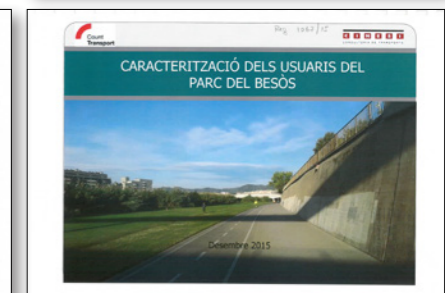 Count
Transport
CARACTERITZACIÓ DELS USUARIS DEL
PARC DEL BESÒS
Desembre 2015